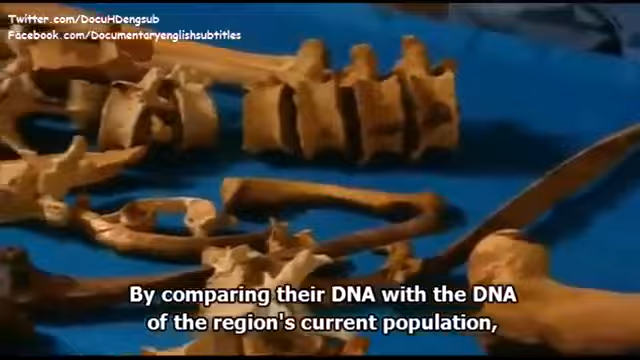 Twitter.com/DocuHDengsub
Facebook.com/Documentaryenglishsubtitles
By comparing their DNA with the DNA
of the region's current population,